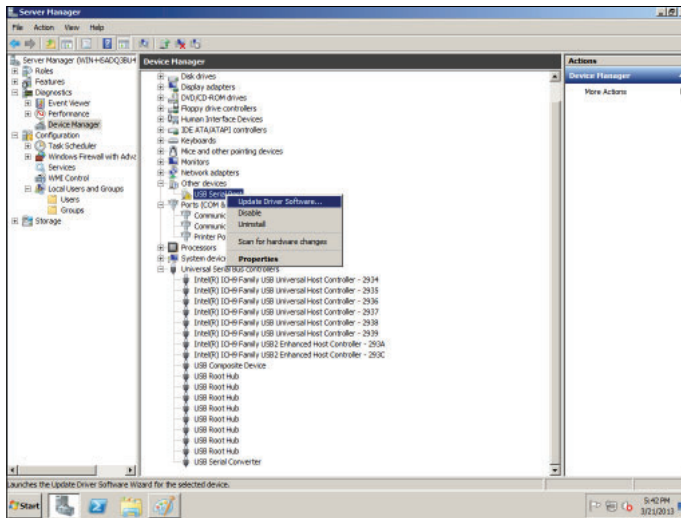 Server Manager
File Action View Help
Server Manager (WIN-H6ADQ3BU4
Roles
Features
Diagnostics
Event Viewer
Performance
Device Manager
Configuration
Task Scheduler
Windows Firewall with Adva
Services
WMI Control
Local Users and Groups
Users
Groups
Storage
Device Manager
Disk drives
Display adapters
DVD/CD-ROM drives
Floppy drive controllers
Human Interface Devices
IDE ATA/ATAPI controllers
Keyboards
Mice and other pointing devices
Monitors
Network adapters
Other devices
USB Serial Port
Ports (COM &
Communic
Communic
Printer Po
Processors
System devic
Universal Serial Bus controllers
Intel(R) ICH9 Family USB Universal Host Controller - 2934
Intel(R) ICH9 Family USB Universal Host Controller - 2935
Intel(R) ICH9 Family USB Universal Host Controller - 2936
Intel(R) ICH9 Family USB Universal Host Controller - 2937
Intel(R) ICH9 Family USB Universal Host Controller - 2938
Intel(R) ICH9 Family USB Universal Host Controller - 2939
Intel(R) ICH9 Family USB2 Enhanced Host Controller - 293A
Intel(R) ICH9 Family USB2 Enhanced Host Controller - 293C
USB Composite Device
USB Root Hub
USB Root Hub
USB Root Hub
USB Root Hub
USB Root Hub
USB Root Hub
USB Root Hub
USB Root Hub
USB Serial Converter
Update Driver Software...
Disable
Uninstall
Scan for hardware changes
Properties
Actions
Device Manager
More Actions
Launches the Update Driver Software Wizard for the selected device.
Start
5:42 PM
3/21/2013